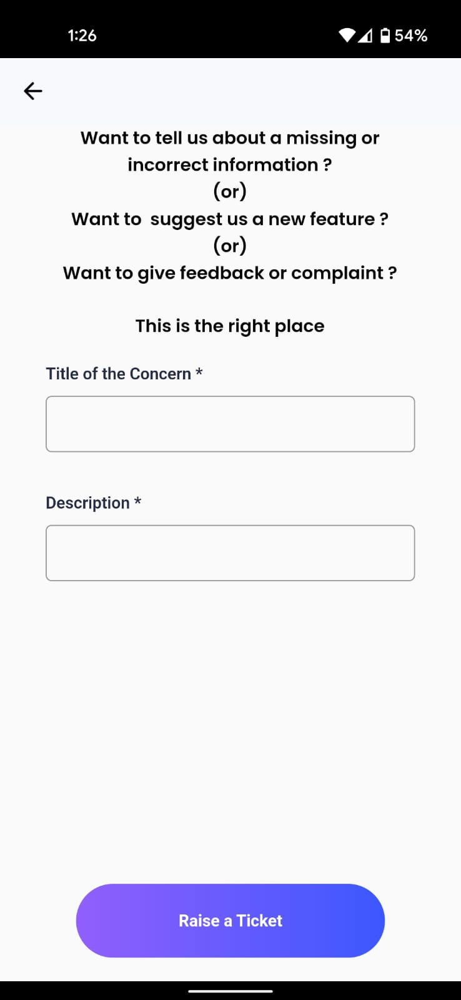 1:26
54%
Want to tell us about a missing or
incorrect information ?
(or)
Want to  suggest us a new feature ?
(or)
Want to give feedback or complaint ?
This is the right place
Title of the Concern *
Description *
Raise a Ticket